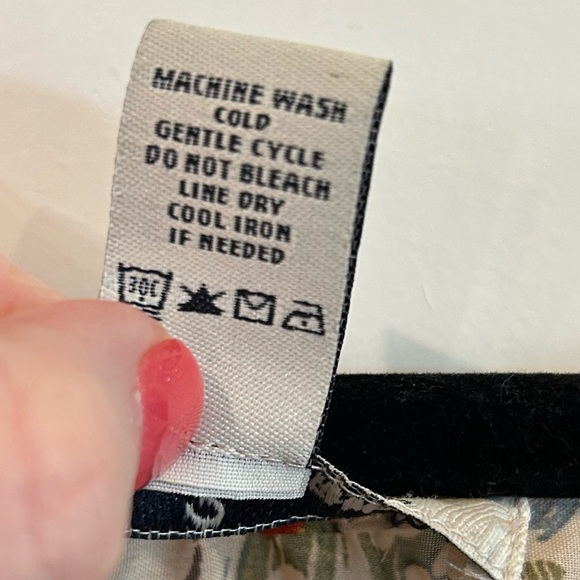 MACHINE WASH
COLD
GENTLE CYCLE
DO NOT BLEACH
LINE DRY
COOL IRON
IF NEEDED
30C